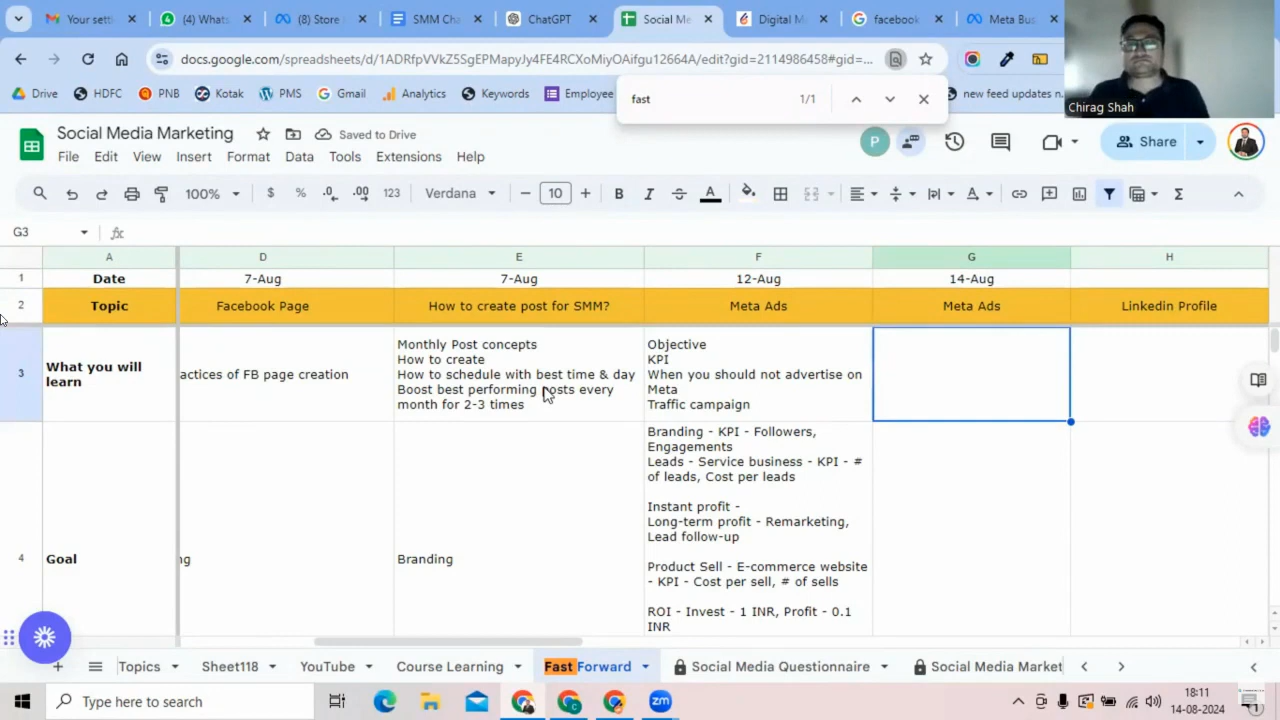 Your setti
(4) Whats
(8) Store
SMM Cha
ChatGPT
Social Me
Digital M
facebook
Meta Bus
docs.google.com/spreadsheets/d/1ADRfpVVkZ5SgEPMapyJy4FE4RCXoMiyOAifgu12664A/edit?gid=2114986458#gid=...
Drive
HDFC
PNB
Kotak
PMS
Gmail
Analytics
Keywords
Employee
new feed updates n
fast
1/1
Chirag Shah
Social Media Marketing
Saved to Drive
P
Share
File Edit View Insert Format Data Tools Extensions Help
100% $ % .0 .00 123 Verdana 10 B I A Σ
G3
fx
A D E F G H
1 Date 7-Aug 7-Aug 12-Aug 14-Aug
2 Topic Facebook Page How to create post for SMM? Meta Ads Meta Ads Linkedin Profile
3
What you will
learn
actices of FB page creation
Monthly Post concepts
How to create
How to schedule with best time & day
Boost best performing posts every
month for 2-3 times
Objective
KPI
When you should not advertise on
Meta
Traffic campaign
4
Goal
ng
Branding
Branding - KPI - Followers,
Engagements
Leads - Service business - KPI - #
of leads, Cost per leads
Instant profit -
Long-term profit - Remarketing,
Lead follow-up
Product Sell - E-commerce website
- KPI - Cost per sell, # of sells
ROI - Invest - 1 INR, Profit - 0.1
INR
Topics
Sheet118
YouTube
Course Learning
Fast Forward
Social Media Questionnaire
Social Media Market
Type here to search
zm
18:11
14-08-2024